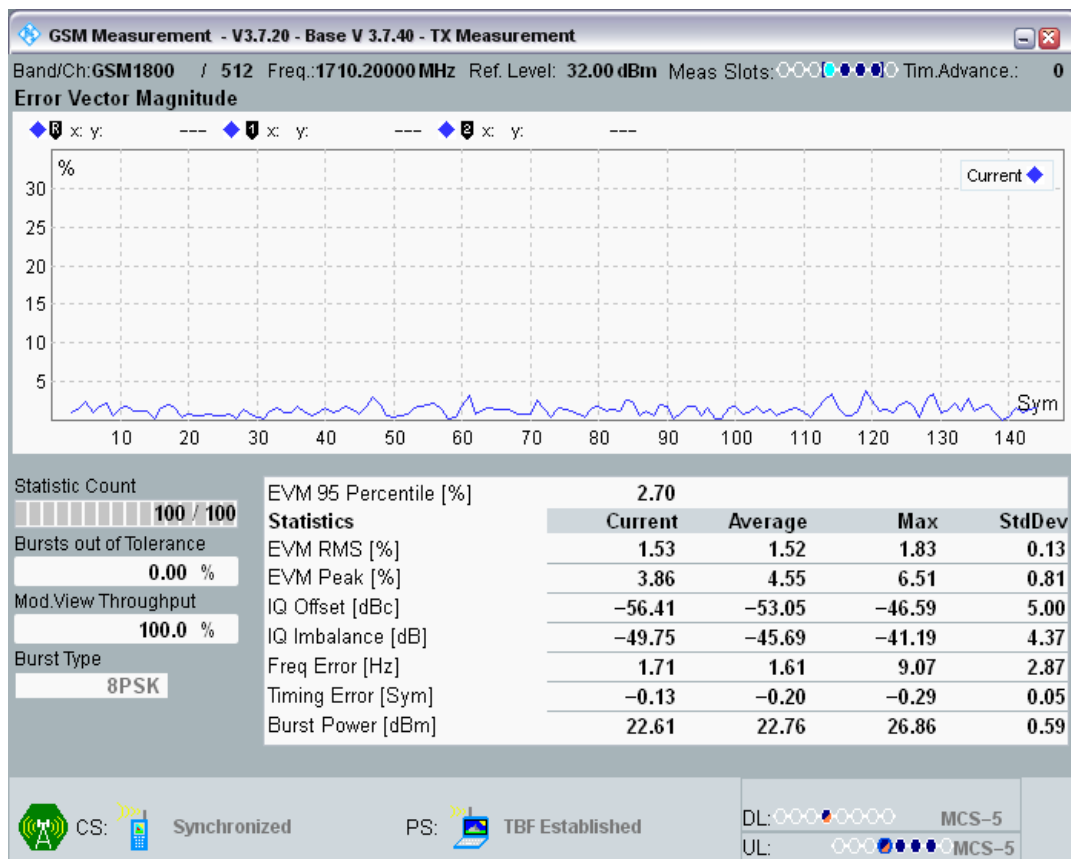 GSM Measurement - V3.7.20 - Base V 3.7.40 - TX Measurement
Band/Ch:GSM1800 / 512 Freq.:1710.20000 MHz Ref. Level: 32.00 dBm Meas Slots: Tim.Advance.: 0
Error Vector Magnitude
R x: y: --- 1 x: y: --- 2 x: y: ---
%
Current
30
25
20
15
10
5
Sym
10 20 30 40 50 60 70 80 90 100 110 120 130 140
Statistic Count
100 / 100
Bursts out of Tolerance
0.00 %
Mod.View Throughput
100.0 %
Burst Type
8PSK
EVM 95 Percentile [%] 2.70
Statistics Current Average Max StdDev
EVM RMS [%] 1.53 1.52 1.83 0.13
EVM Peak [%] 3.86 4.55 6.51 0.81
IQ Offset [dBc] −56.41 −53.05 −46.59 5.00
IQ Imbalance [dB] −49.75 −45.69 −41.19 4.37
Freq Error [Hz] 1.71 1.61 9.07 2.87
Timing Error [Sym] −0.13 −0.20 −0.29 0.05
Burst Power [dBm] 22.61 22.76 26.86 0.59
CS: Synchronized PS: TBF Established
DL: MCS−5
UL: MCS−5